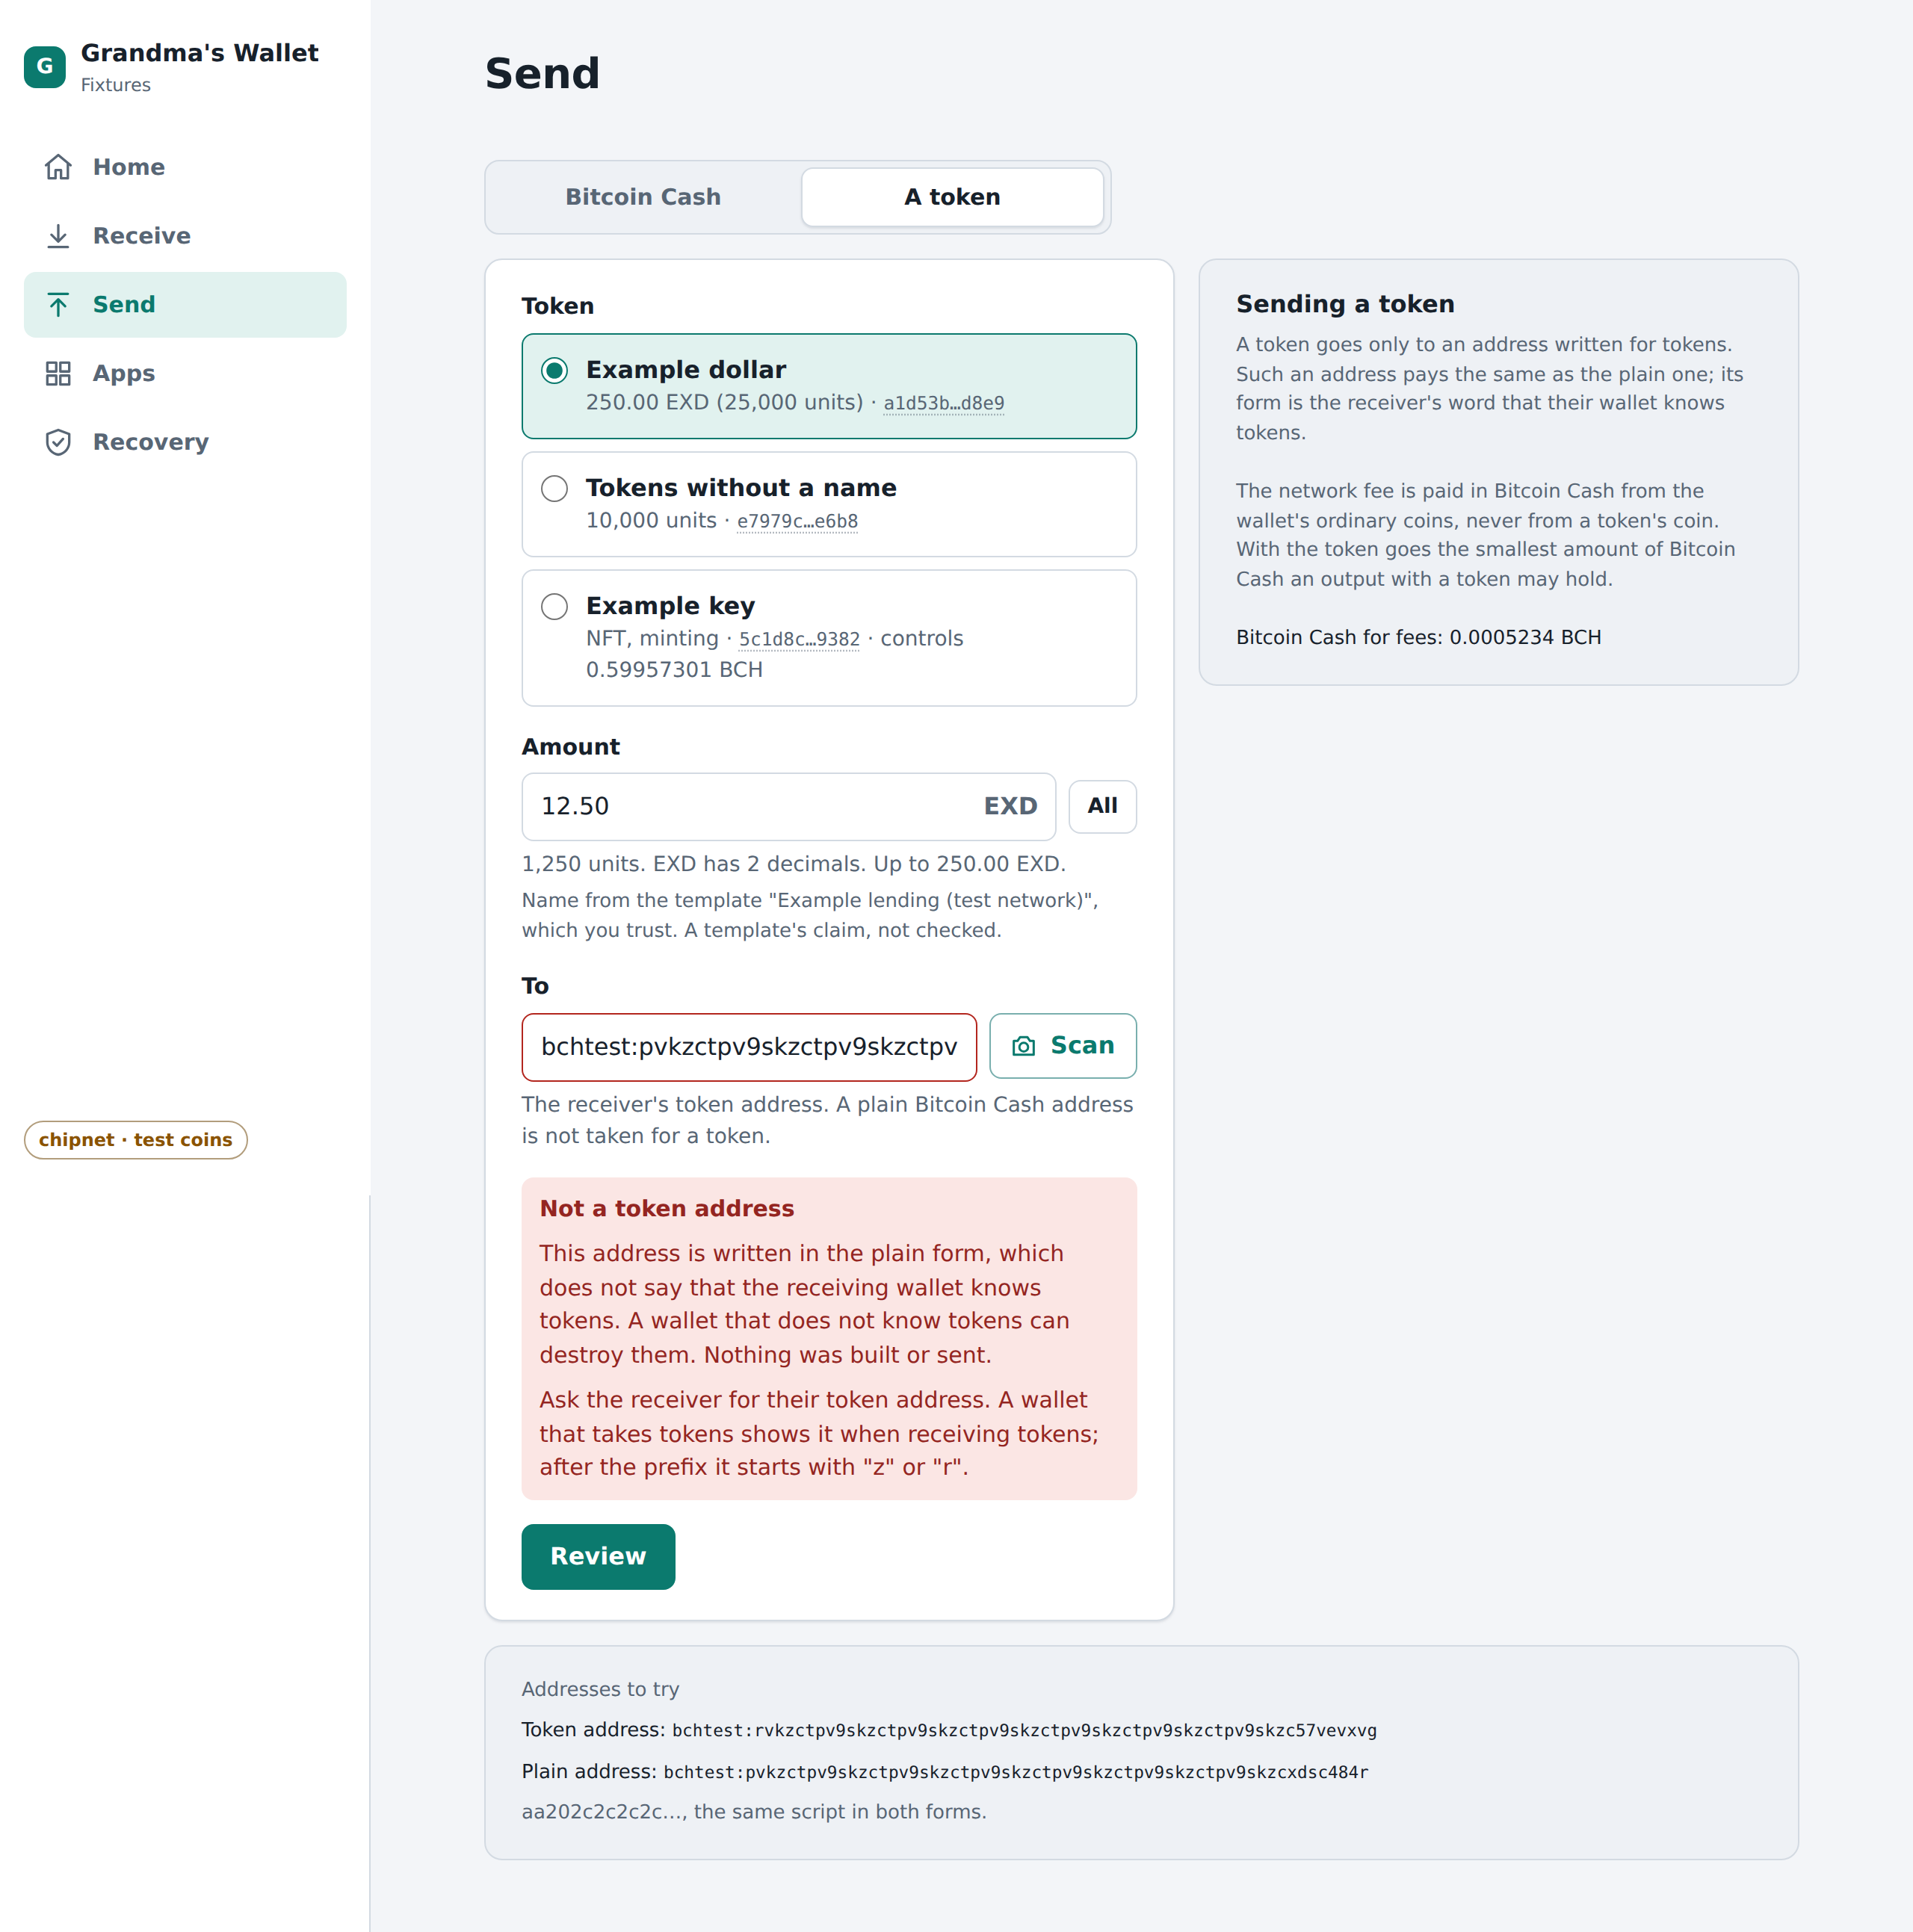 G
Grandma's Wallet
Fixtures
Home
Receive
Send
Apps
Recovery
chipnet · test coins
Send
Bitcoin Cash
A token
Token
Example dollar
250.00 EXD (25,000 units) · a1d53b…d8e9
Tokens without a name
10,000 units · e7979c…e6b8
Example key
NFT, minting · 5c1d8c…9382 · controls
0.59957301 BCH
Amount
12.50 EXD
All
1,250 units. EXD has 2 decimals. Up to 250.00 EXD.
Name from the template "Example lending (test network)",
which you trust. A template's claim, not checked.
To
bchtest:pvkzctpv9skzctpv9skzctpv
Scan
The receiver's token address. A plain Bitcoin Cash address
is not taken for a token.
Not a token address
This address is written in the plain form, which
does not say that the receiving wallet knows
tokens. A wallet that does not know tokens can
destroy them. Nothing was built or sent.
Ask the receiver for their token address. A wallet
that takes tokens shows it when receiving tokens;
after the prefix it starts with "z" or "r".
Review
Sending a token
A token goes only to an address written for tokens.
Such an address pays the same as the plain one; its
form is the receiver's word that their wallet knows
tokens.
The network fee is paid in Bitcoin Cash from the
wallet's ordinary coins, never from a token's coin.
With the token goes the smallest amount of Bitcoin
Cash an output with a token may hold.
Bitcoin Cash for fees: 0.0005234 BCH
Addresses to try
Token address: bchtest:rvkzctpv9skzctpv9skzctpv9skzctpv9skzctpv9skzctpv9skzc57vevxvg
Plain address: bchtest:pvkzctpv9skzctpv9skzctpv9skzctpv9skzctpv9skzctpv9skzcxdsc484r
aa202c2c2c2c…, the same script in both forms.